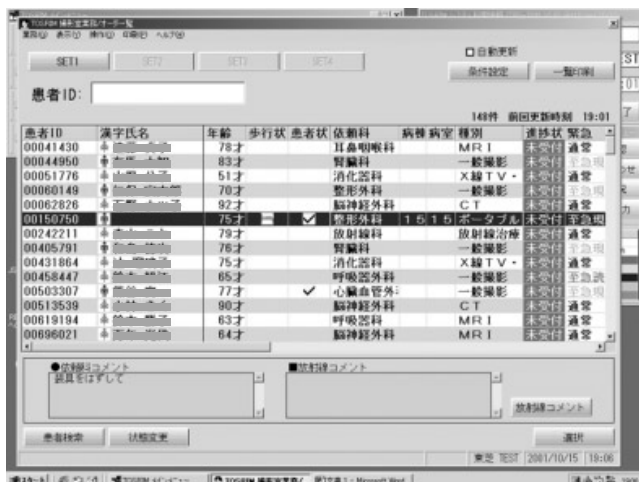 TOSRIM 撮影室業務/オーダ一覧
業務(G) 表示(V) 操作(O) 印刷(P) ヘルプ(H)
SET1 SET2 SET3 SET4
自動更新
条件設定 一覧印刷
患者ID:
148件 前回更新時刻 19:01
患者ID 漢字氏名 年齢 歩行状 患者状 依頼科 病棟 病室 種別 進捗状 緊急
00041430 78才 耳鼻咽喉科 MRI 未受付 通常
00044950 83才 腎臓科 一般撮影 未受付 至急現
00051776 51才 消化器科 X線TV・ 未受付 通常
00060149 70才 整形外科 一般撮影 未受付 至急現
00062826 92才 脳神経外科 CT 未受付 通常
00150750 75才 整形外科 15 15 ポータブル 未受付 至急現
00242211 79才 放射線科 放射線治療 未受付 通常
00405791 76才 腎臓科 一般撮影 未受付 至急現
00431864 75才 消化器科 X線TV・ 未受付 通常
00458447 65才 呼吸器外科 一般撮影 未受付 至急読
00503307 77才 心臓血管外 一般撮影 未受付 至急現
00513539 90才 脳神経外科 CT 未受付 通常
00619194 63才 呼吸器科 MRI 未受付 通常
00696021 64才 脳神経外科 MRI 未受付 通常
●依頼科コメント ■放射線コメント
装具をはずして
放射線コメント
患者検索 状態変更 選択
東芝 TEST 2001/10/15 19:06